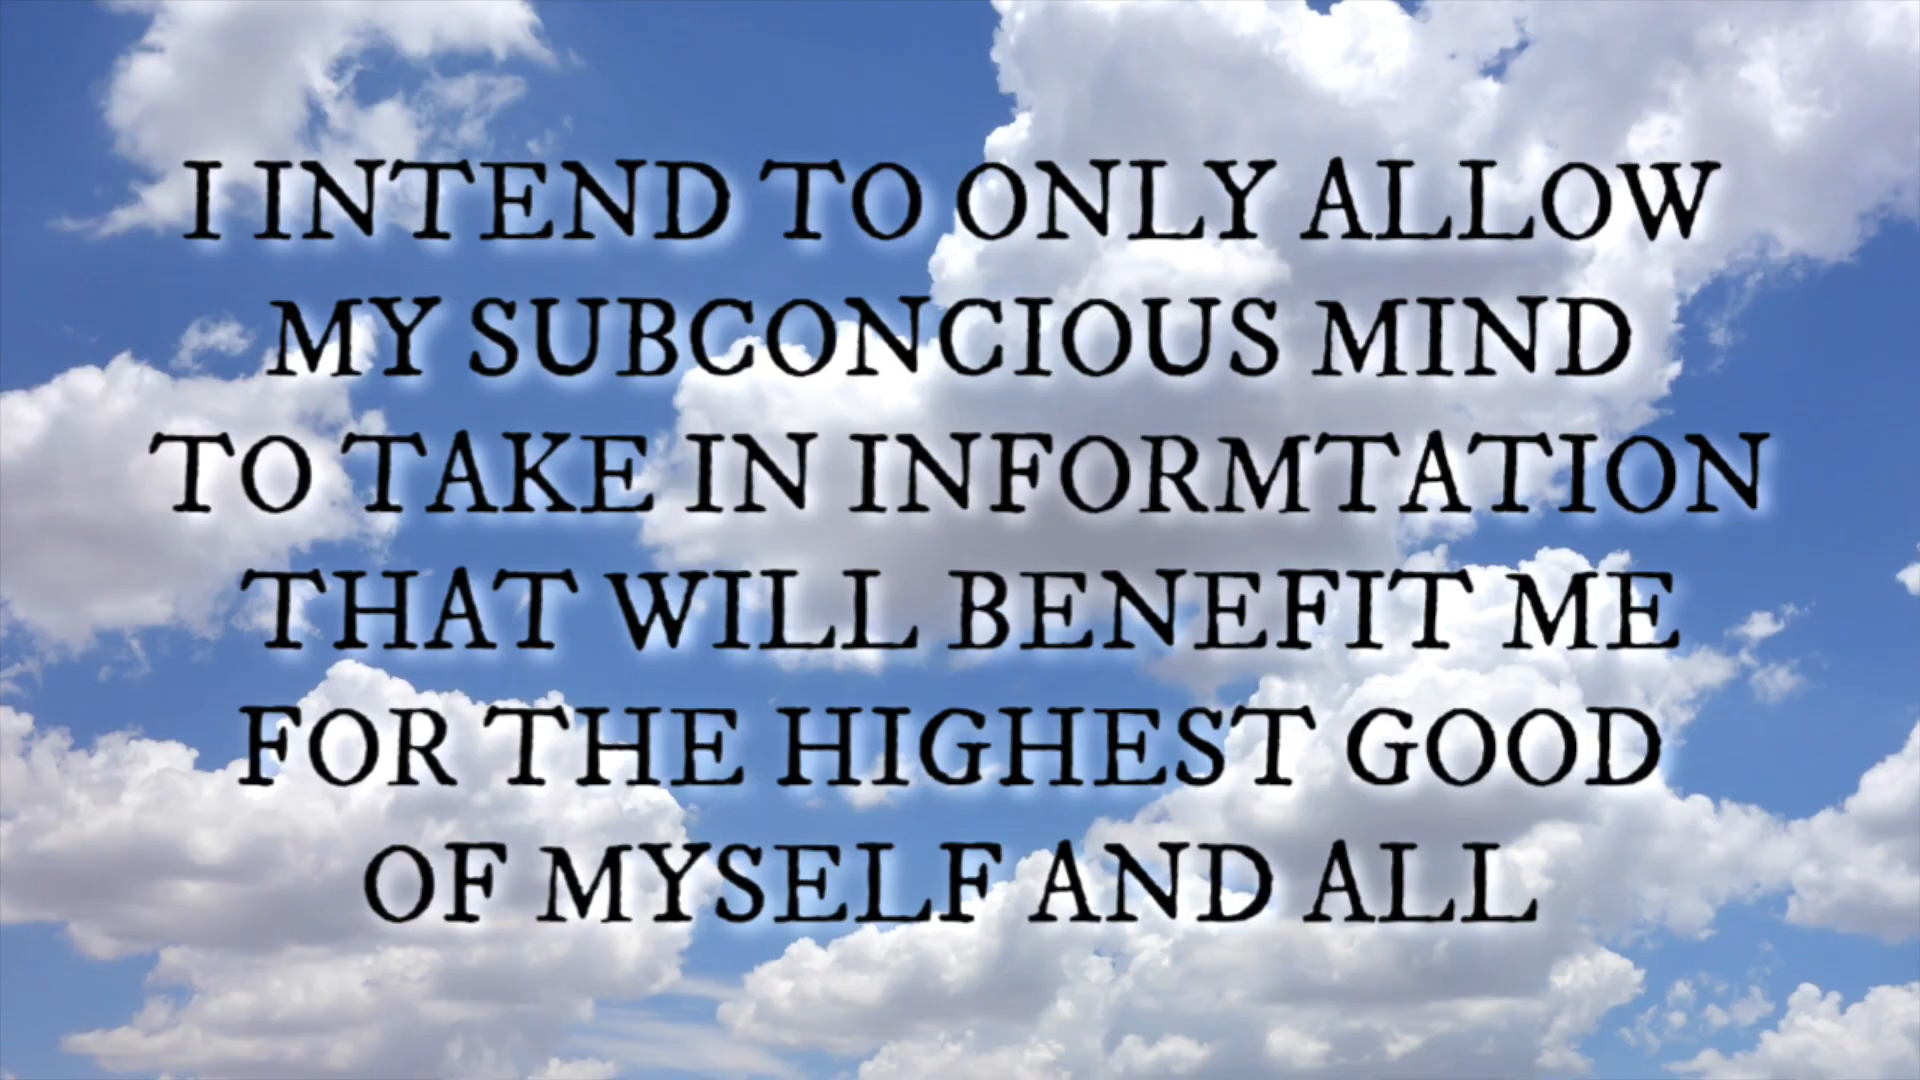 I INTEND TO ONLY ALLOW
MY SUBCONCIOUS MIND
TO TAKE IN INFORMTATION
THAT WILL BENEFIT ME
FOR THE HIGHEST GOOD
OF MYSELF AND ALL